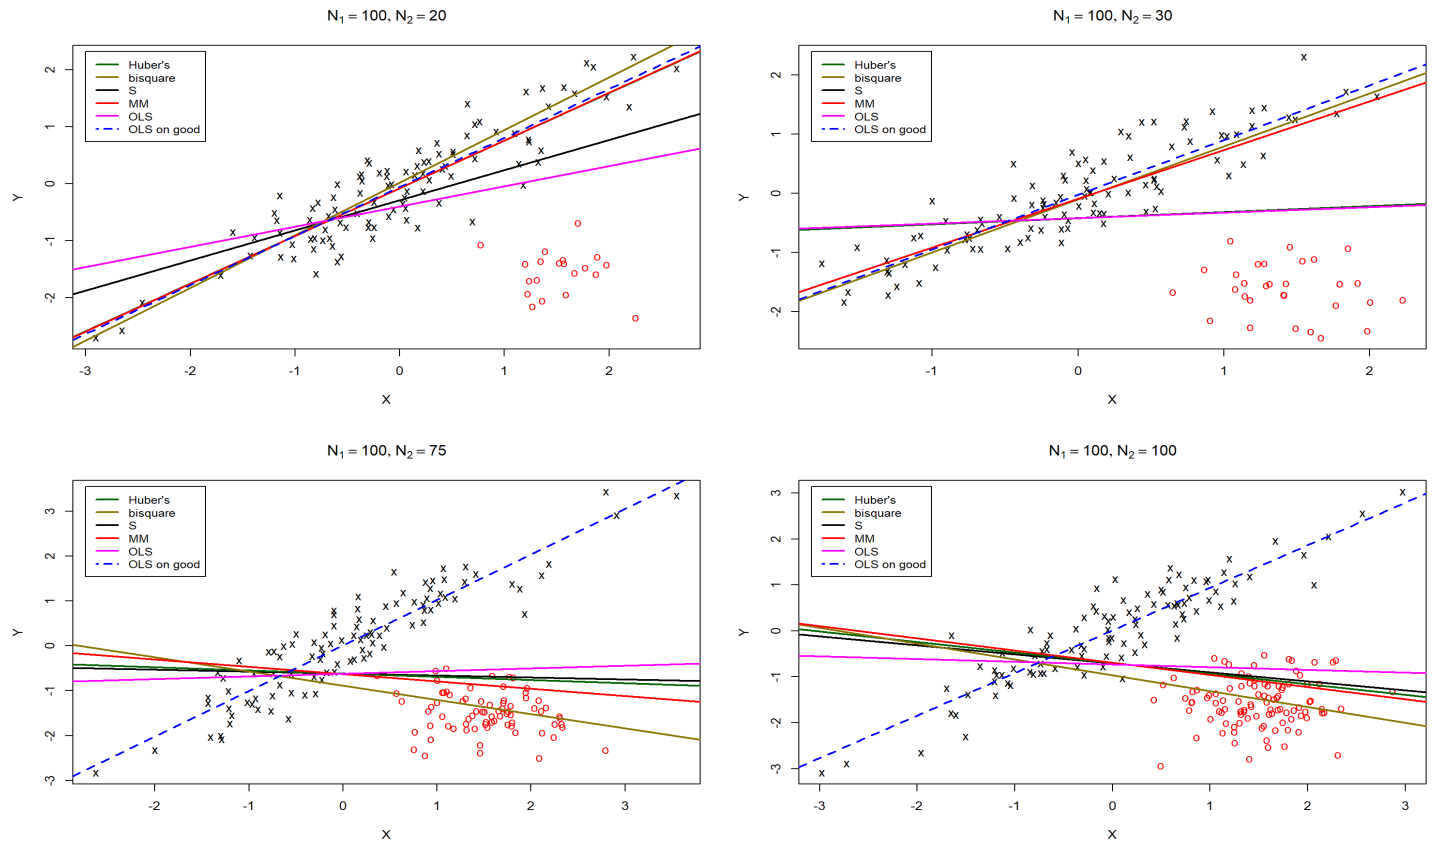 N₁ = 100, N₂ = 20
Huber's
bisquare
S
MM
OLS
OLS on good
Y
2
1
0
-1
-2
-3 -2 -1 0 1 2
X
N₁ = 100, N₂ = 30
Huber's
bisquare
S
MM
OLS
OLS on good
Y
2
1
0
-1
-2
-1 0 1 2
X
N₁ = 100, N₂ = 75
Huber's
bisquare
S
MM
OLS
OLS on good
Y
3
2
1
0
-1
-2
-3
-2 -1 0 1 2 3
X
N₁ = 100, N₂ = 100
Huber's
bisquare
S
MM
OLS
OLS on good
Y
3
2
1
0
-1
-2
-3
-3 -2 -1 0 1 2 3
X